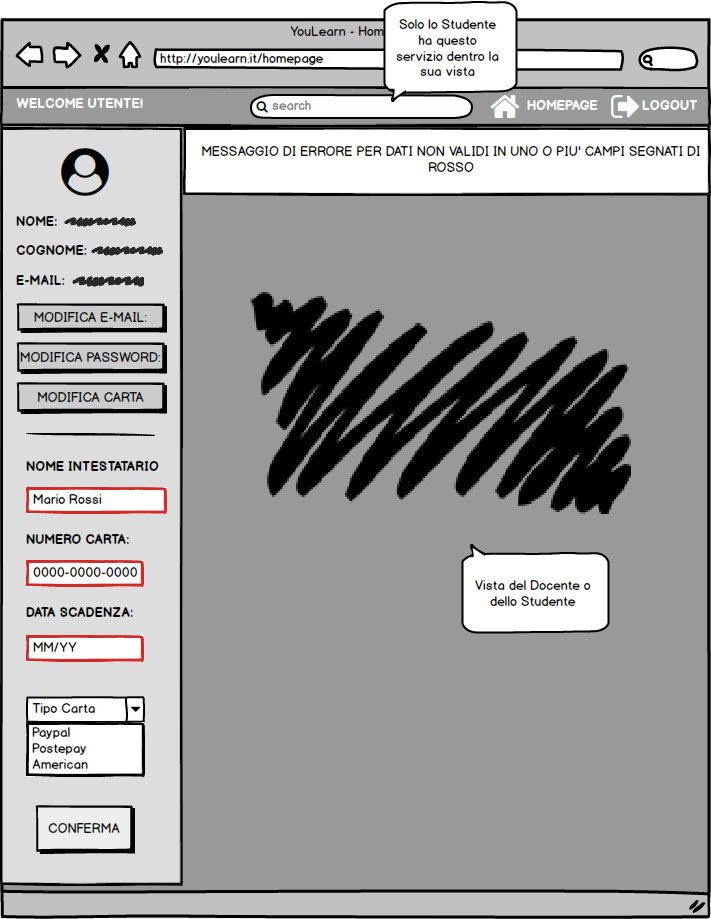 YouLearn - Hom
Solo lo Studente
ha questo
servizio dentro la
sua vista
http://youlearn.it/homepage
WELCOME UTENTE!
search
HOMEPAGE
LOGOUT
MESSAGGIO DI ERRORE PER DATI NON VALIDI IN UNO O PIU' CAMPI SEGNATI DI
ROSSO
NOME:
COGNOME:
E-MAIL:
MODIFICA E-MAIL:
MODIFICA PASSWORD:
MODIFICA CARTA
NOME INTESTATARIO
Mario Rossi
NUMERO CARTA:
0000-0000-0000
DATA SCADENZA:
MM/YY
Tipo Carta
Paypal
Postepay
American
CONFERMA
Vista del Docente o
dello Studente